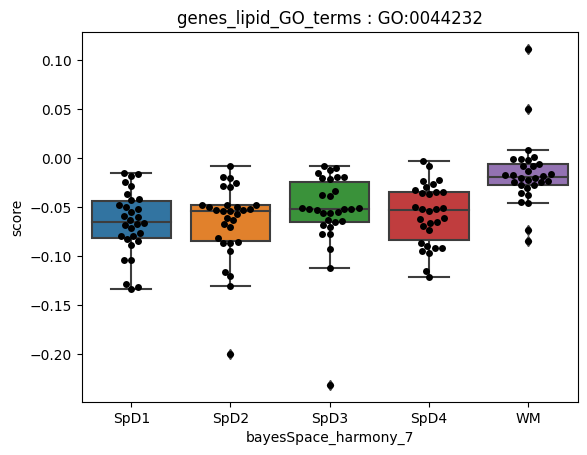 genes_lipid_GO_terms : GO:0044232
0.10
0.05
0.00
−0.05
−0.10
−0.15
−0.20
score
SpD1 SpD2 SpD3 SpD4 WM
bayesSpace_harmony_7